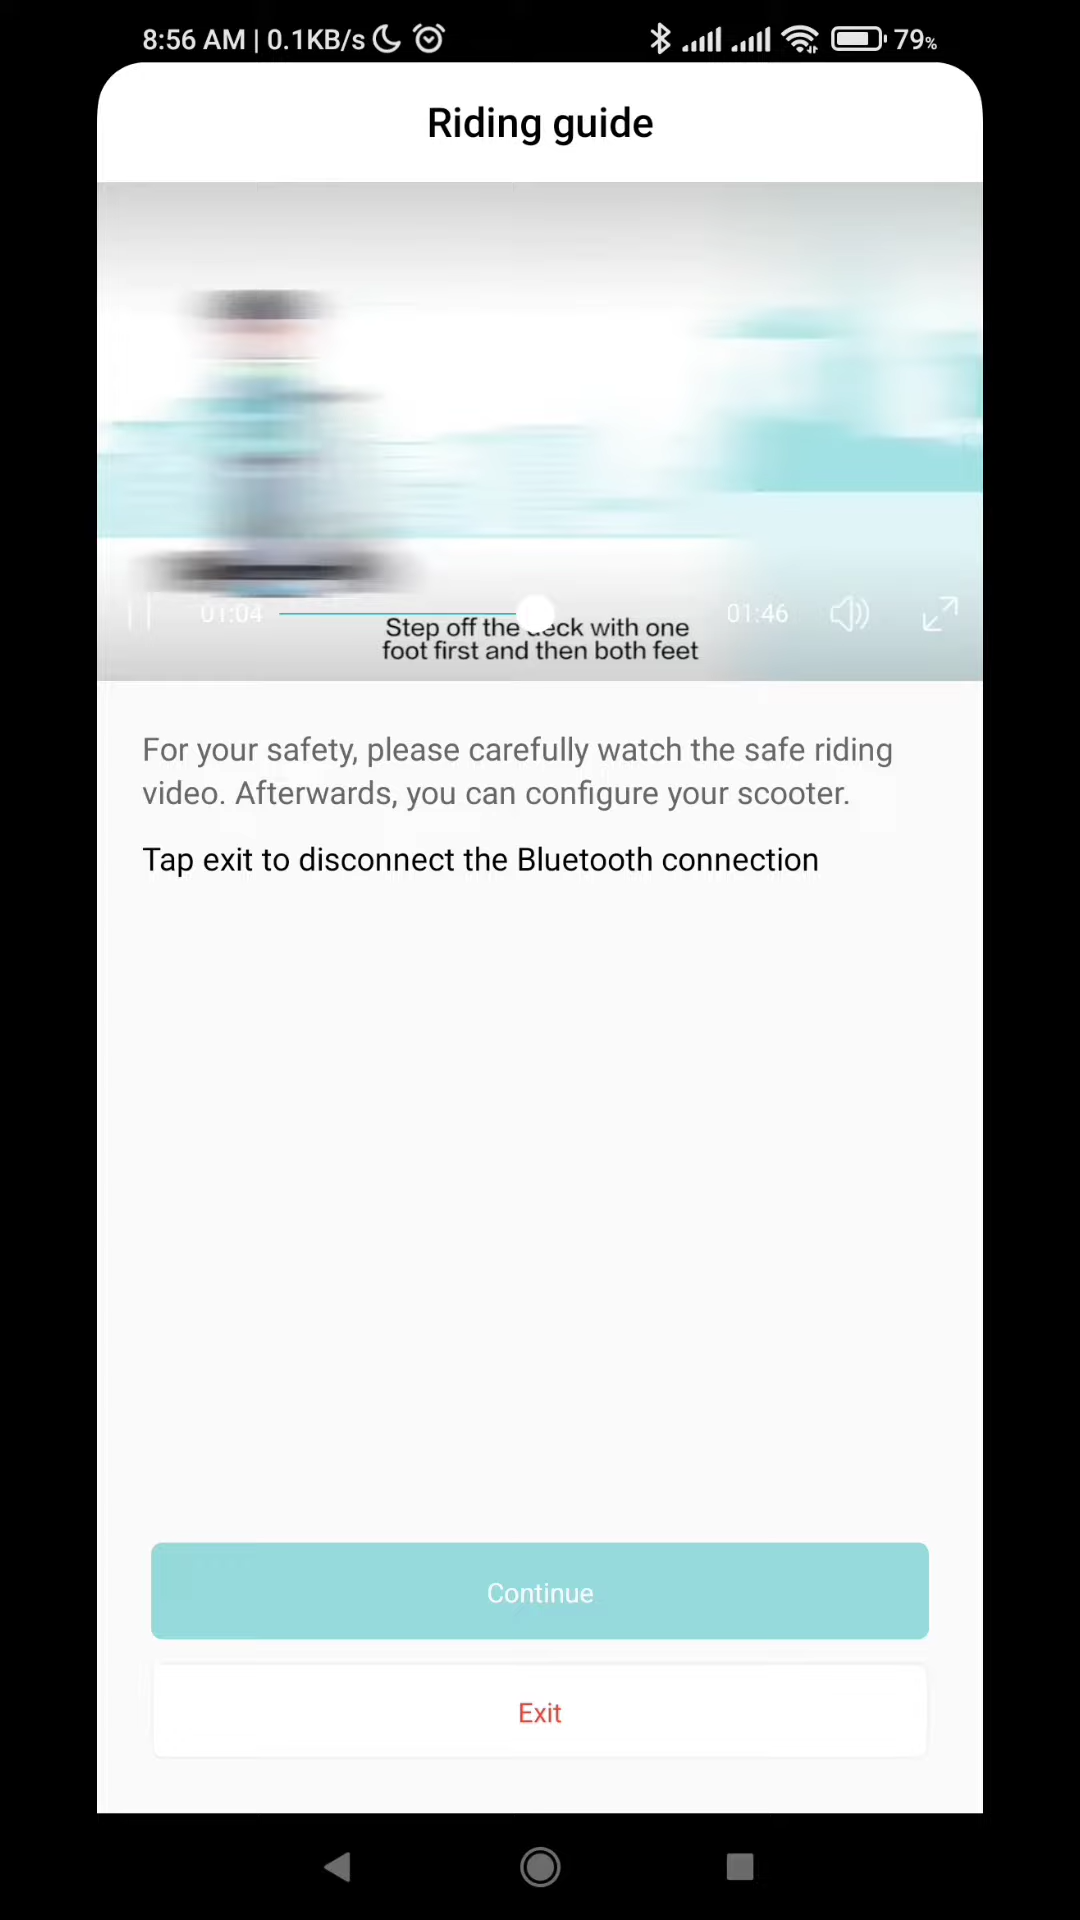 8:56 AM | 0.1KB/s 79%
Riding guide
01:04 01:46
Step off the deck with one
foot first and then both feet
For your safety, please carefully watch the safe riding
video. Afterwards, you can configure your scooter.
Tap exit to disconnect the Bluetooth connection
Continue
Exit